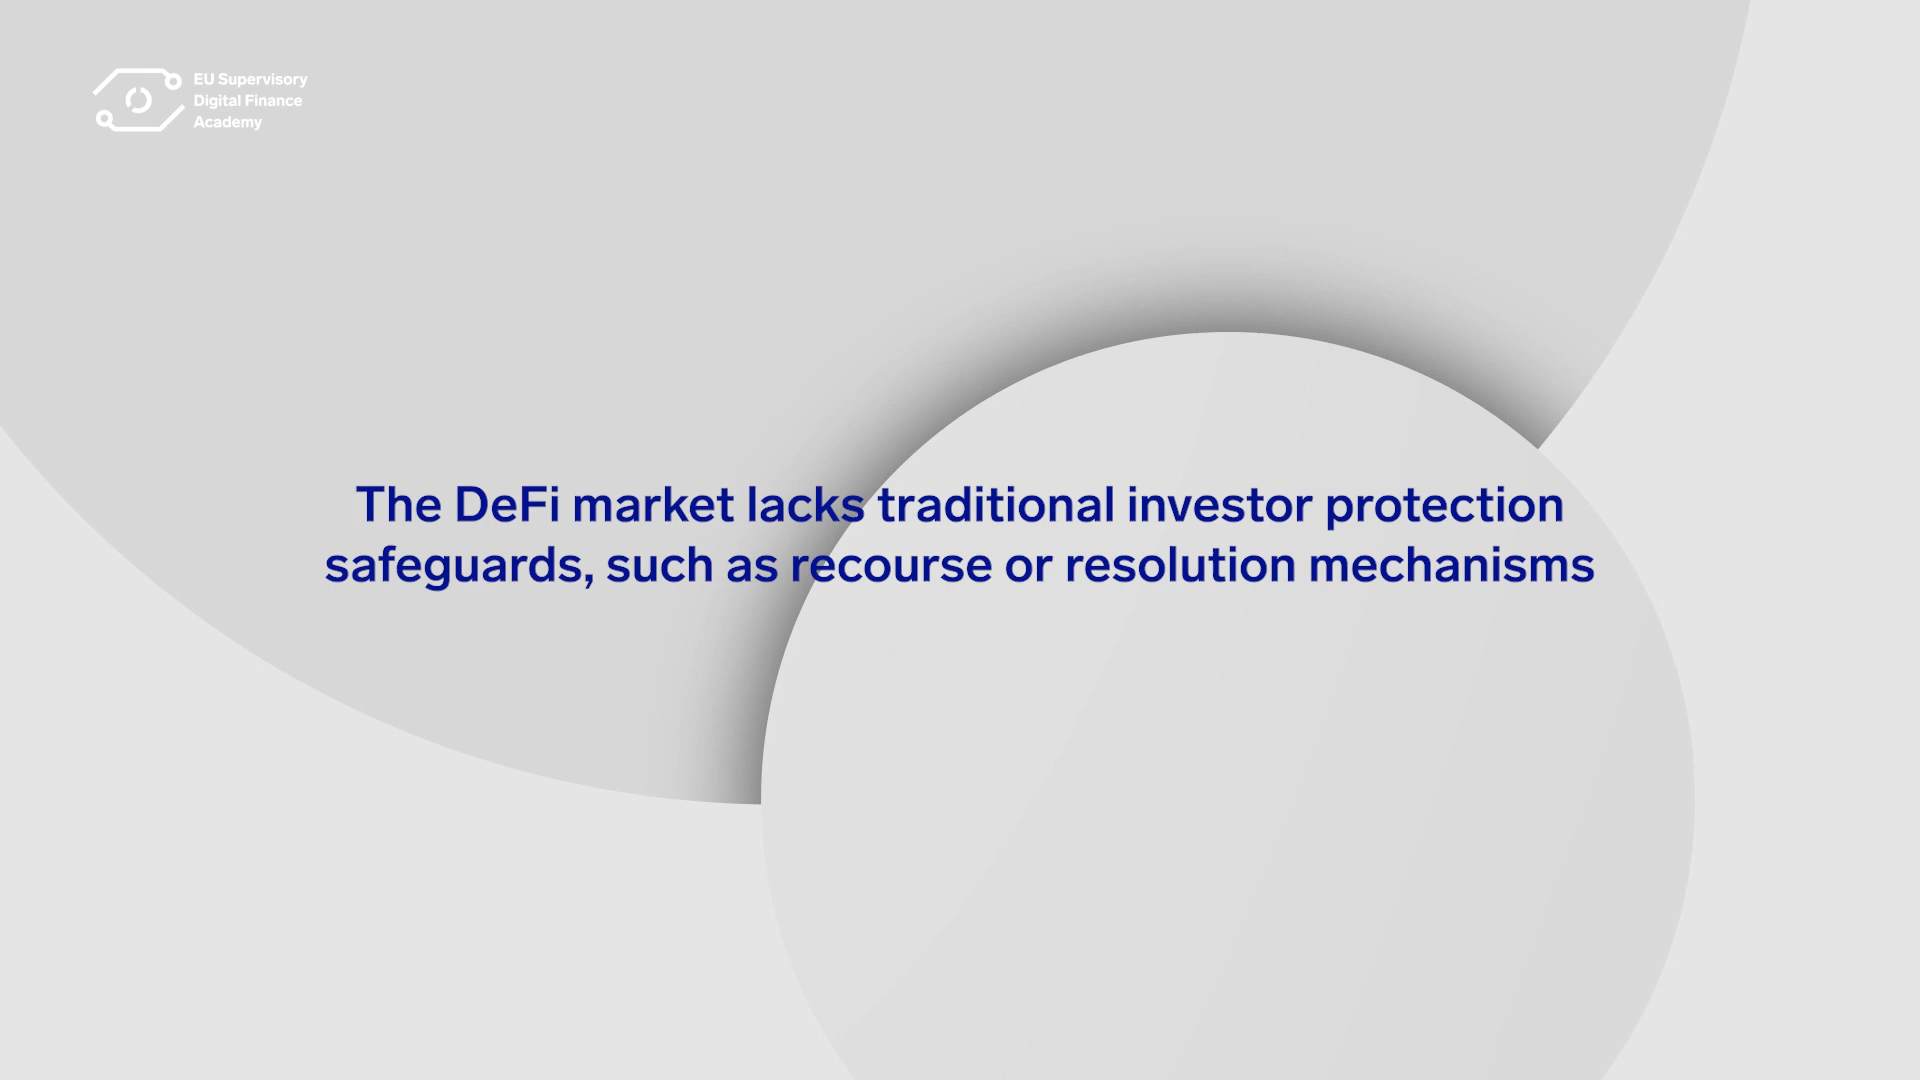 EU Supervisory
Digital Finance
Academy
The DeFi market lacks traditional investor protection
safeguards, such as recourse or resolution mechanisms